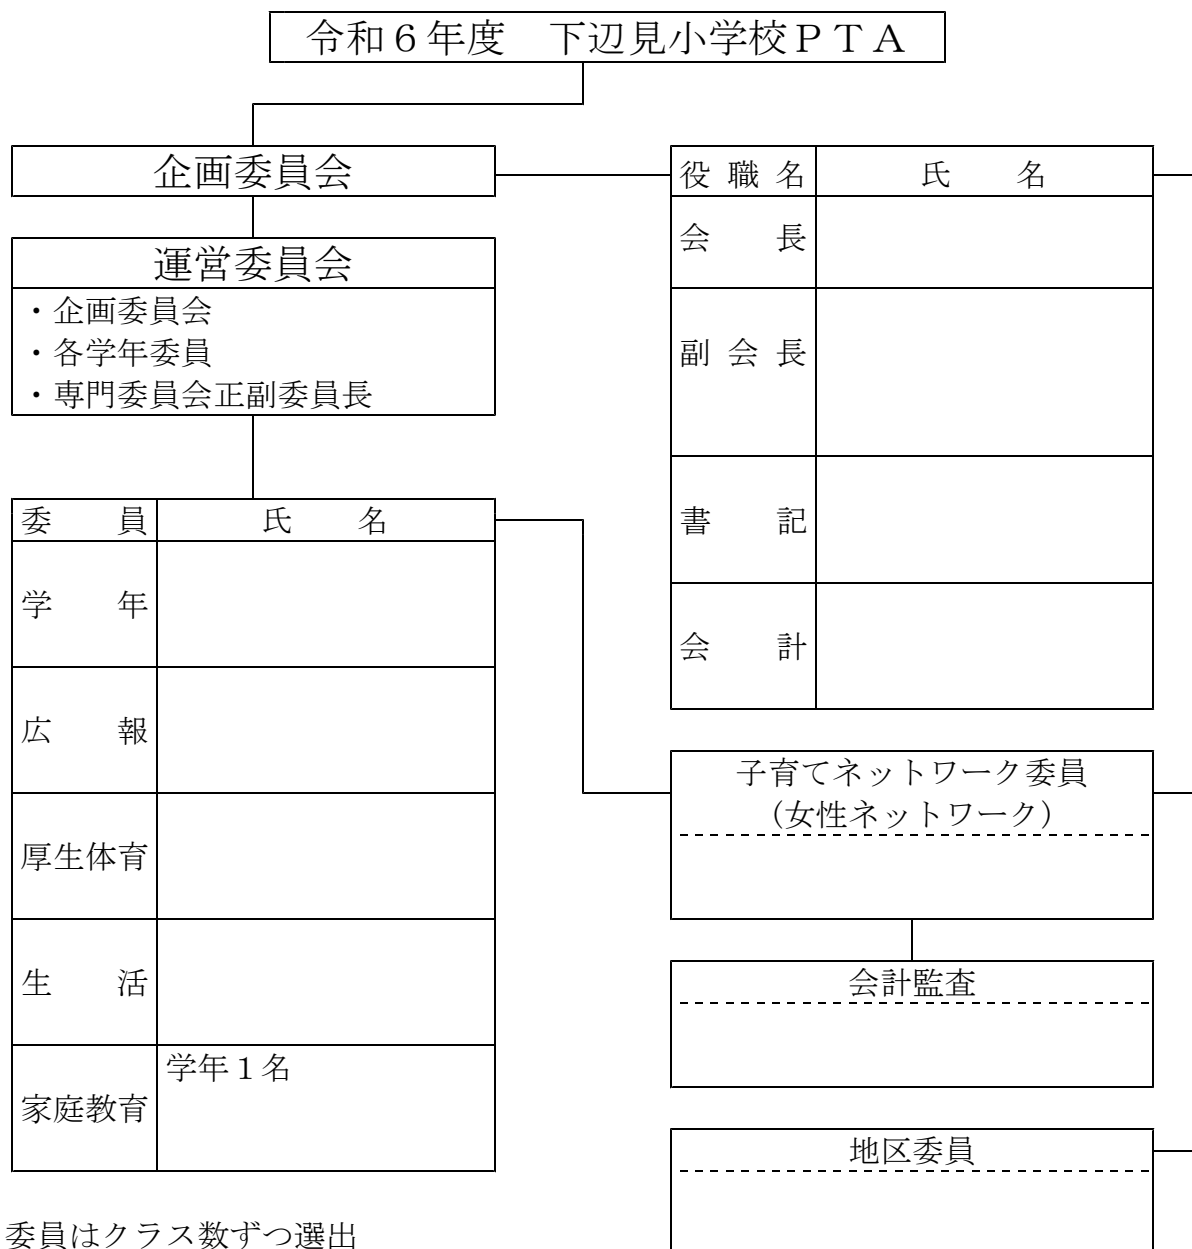 令和６年度　下辺見小学校ＰＴＡ
企画委員会
運営委員会
・企画委員会
・各学年委員
・専門委員会正副委員長
委　員　氏　名
学　年
広　報
厚生体育
生　活
家庭教育　学年１名
委員はクラス数ずつ選出
役職名　氏　名
会　長
副会長
書　記
会　計
子育てネットワーク委員
（女性ネットワーク）
会計監査
地区委員